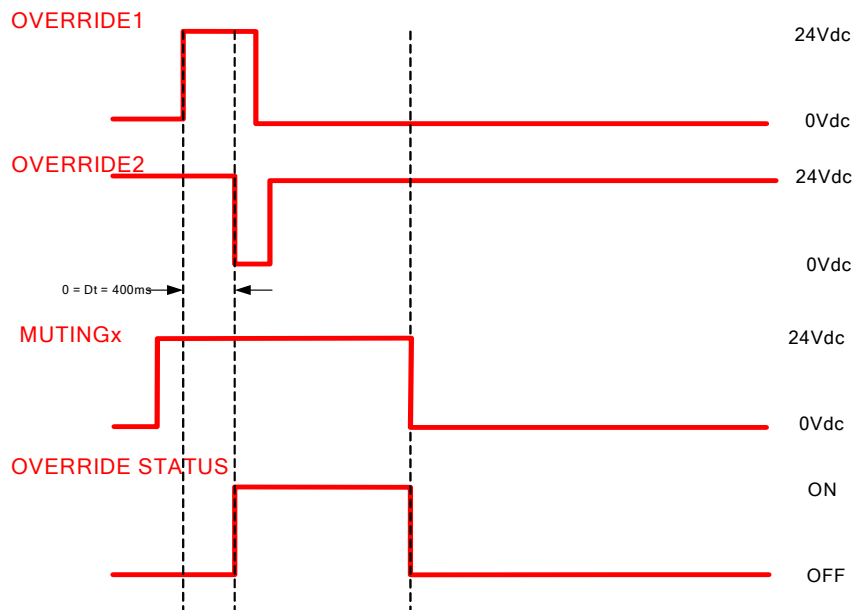 OVERRIDE1
24Vdc
0Vdc
OVERRIDE2
24Vdc
0Vdc
0 = Dt = 400ms
MUTINGx
24Vdc
0Vdc
OVERRIDE STATUS
ON
OFF